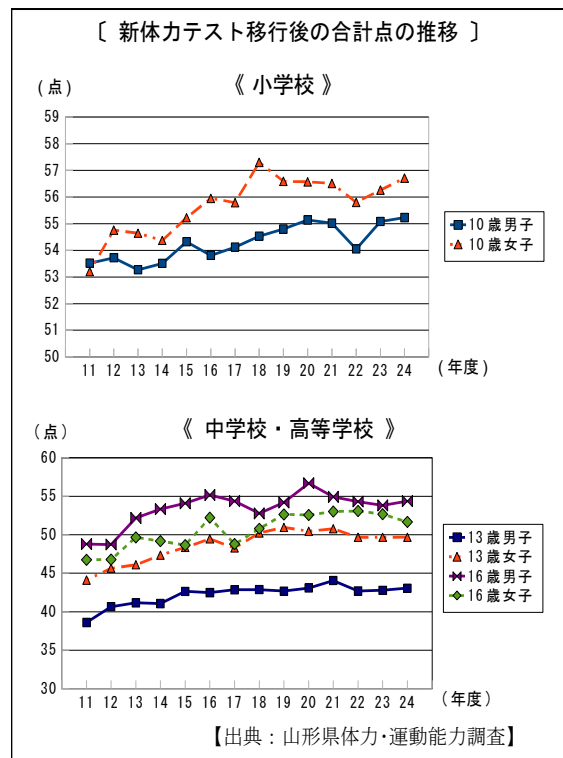 〔 新体力テスト移行後の合計点の推移 〕
(点)
《 小学校 》
59
58
57
56
55
54
53
52
51
50
11 12 13 14 15 16 17 18 19 20 21 22 23 24
(年度)
10歳男子
10歳女子
(点)
《 中学校・高等学校 》
60
55
50
45
40
35
30
11 12 13 14 15 16 17 18 19 20 21 22 23 24
(年度)
13歳男子
13歳女子
16歳男子
16歳女子
【出典：山形県体力・運動能力調査】